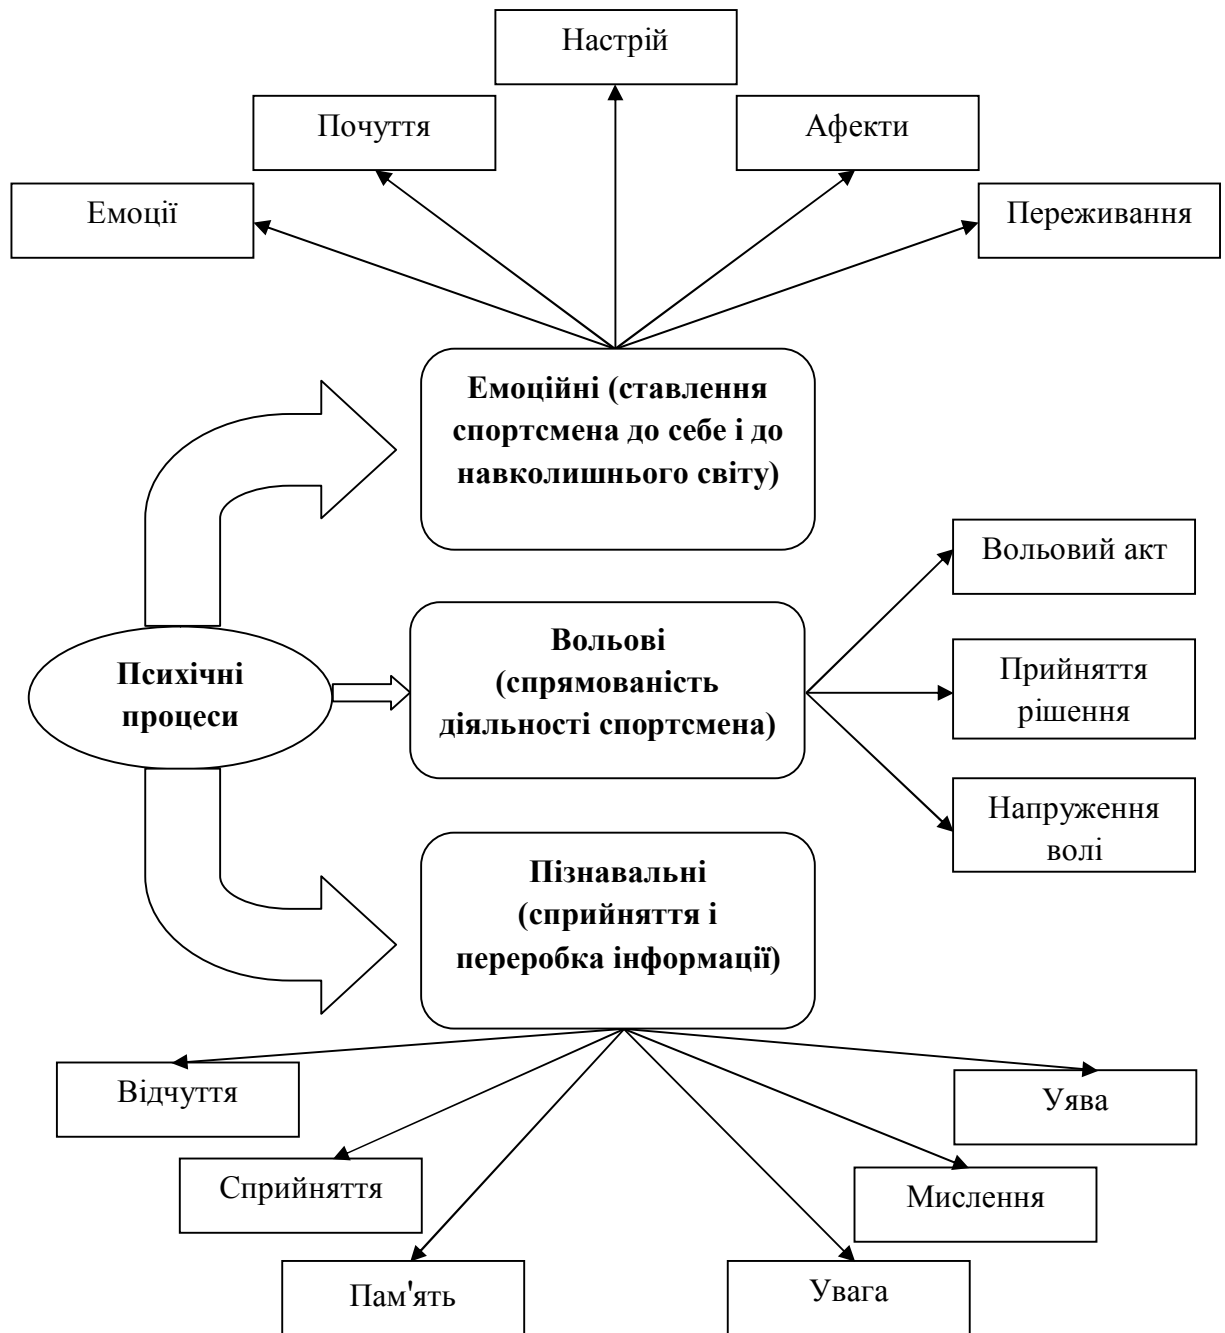 Настрій
Почуття
Афекти
Емоції
Переживання
Емоційні (ставлення
спортсмена до себе і до
навколишнього світу)
Вольовий акт
Вольові
(спрямованість
діяльності спортсмена)
Психічні
процеси
Прийняття
рішення
Напруження
волі
Пізнавальні
(сприйняття і
переробка інформації)
Відчуття
Уява
Сприйняття
Мислення
Пам'ять
Увага